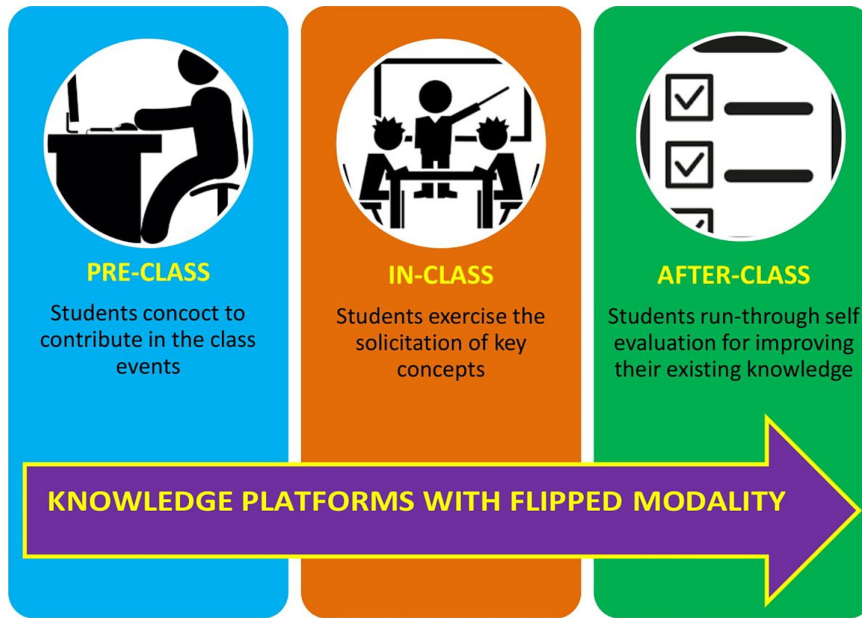 PRE-CLASS
Students concoct to
contribute in the class
events
IN-CLASS
Students exercise the
solicitation of key
concepts
AFTER-CLASS
Students run-through self
evaluation for improving
their existing knowledge
KNOWLEDGE PLATFORMS WITH FLIPPED MODALITY